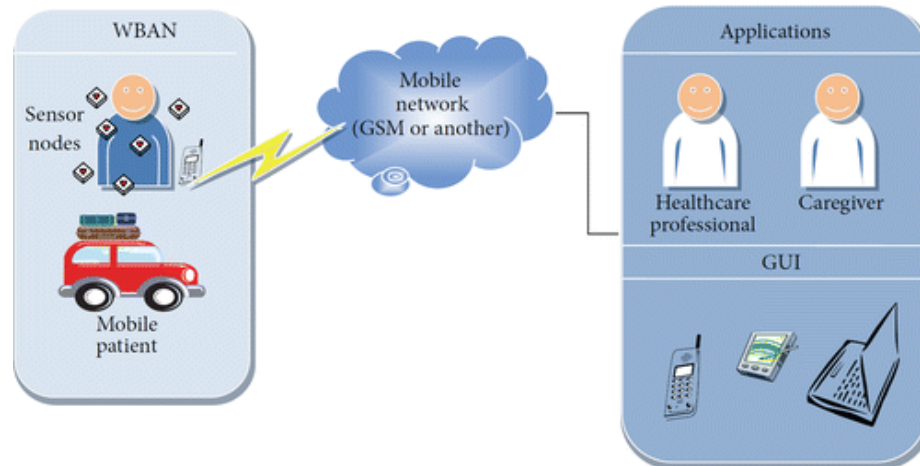 WBAN
Sensor
nodes
Mobile
patient
Mobile
network
(GSM or another)
Applications
Healthcare
professional
Caregiver
GUI